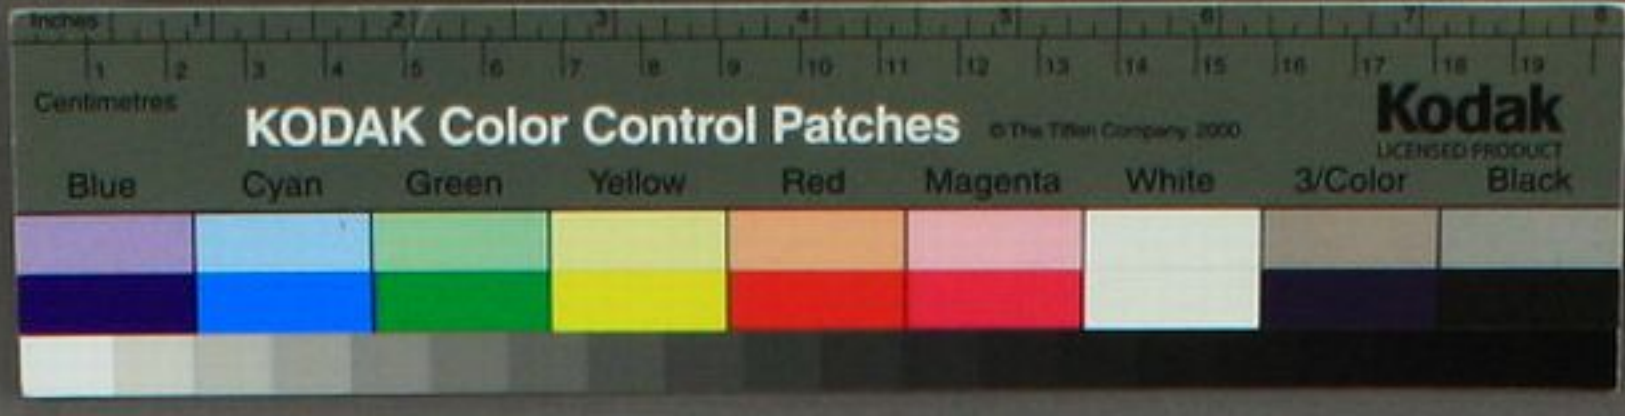 Inches 1 2 3 4 5 6 7 8
1 2 3 4 5 6 7 8 9 10 11 12 13 14 15 16 17 18 19
Centimetres
KODAK Color Control Patches © The Tiffen Company, 2000 Kodak
LICENSED PRODUCT
Blue Cyan Green Yellow Red Magenta White 3/Color Black